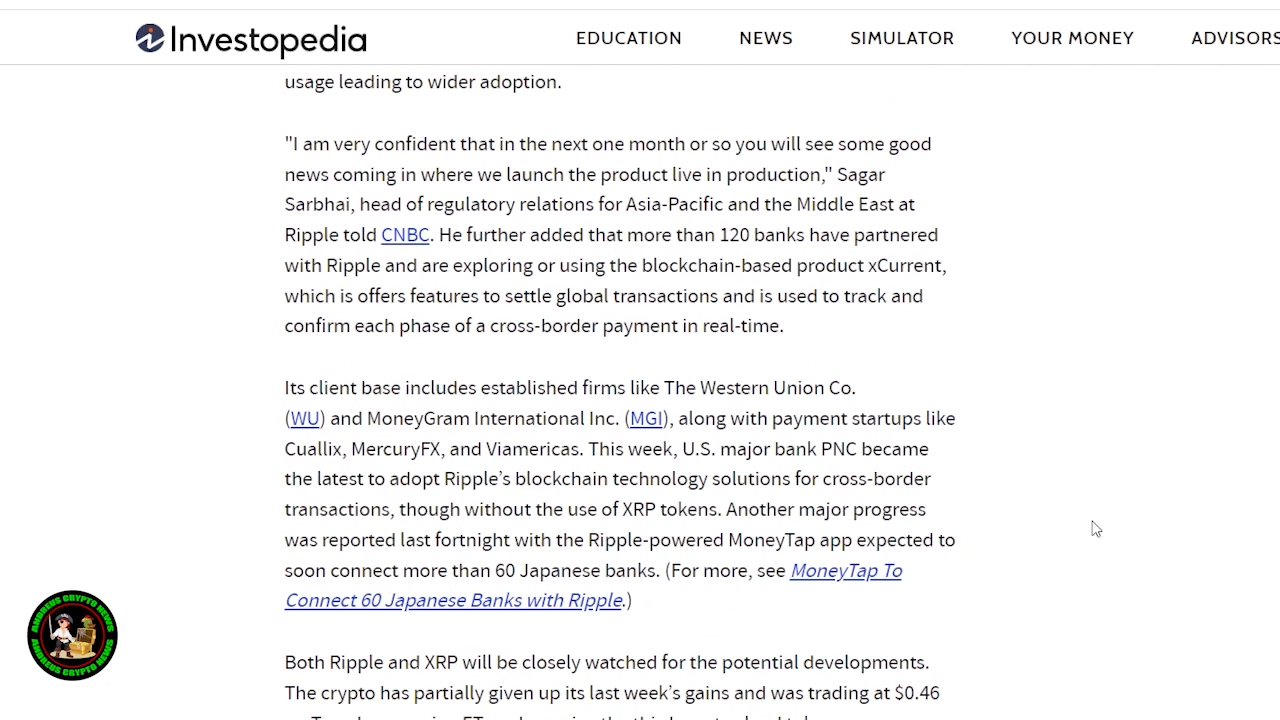 Investopedia
EDUCATION NEWS SIMULATOR YOUR MONEY ADVISORS
usage leading to wider adoption.
"I am very confident that in the next one month or so you will see some good
news coming in where we launch the product live in production," Sagar
Sarbhai, head of regulatory relations for Asia-Pacific and the Middle East at
Ripple told CNBC. He further added that more than 120 banks have partnered
with Ripple and are exploring or using the blockchain-based product xCurrent,
which is offers features to settle global transactions and is used to track and
confirm each phase of a cross-border payment in real-time.
Its client base includes established firms like The Western Union Co.
(WU) and MoneyGram International Inc. (MGI), along with payment startups like
Cuallix, MercuryFX, and Viamericas. This week, U.S. major bank PNC became
the latest to adopt Ripple’s blockchain technology solutions for cross-border
transactions, though without the use of XRP tokens. Another major progress
was reported last fortnight with the Ripple-powered MoneyTap app expected to
soon connect more than 60 Japanese banks. (For more, see MoneyTap To
Connect 60 Japanese Banks with Ripple.)
ANDREUS CRYPTO NEWS
ANDREUS CRYPTO NEWS
Both Ripple and XRP will be closely watched for the potential developments.
The crypto has partially given up its last week’s gains and was trading at $0.46